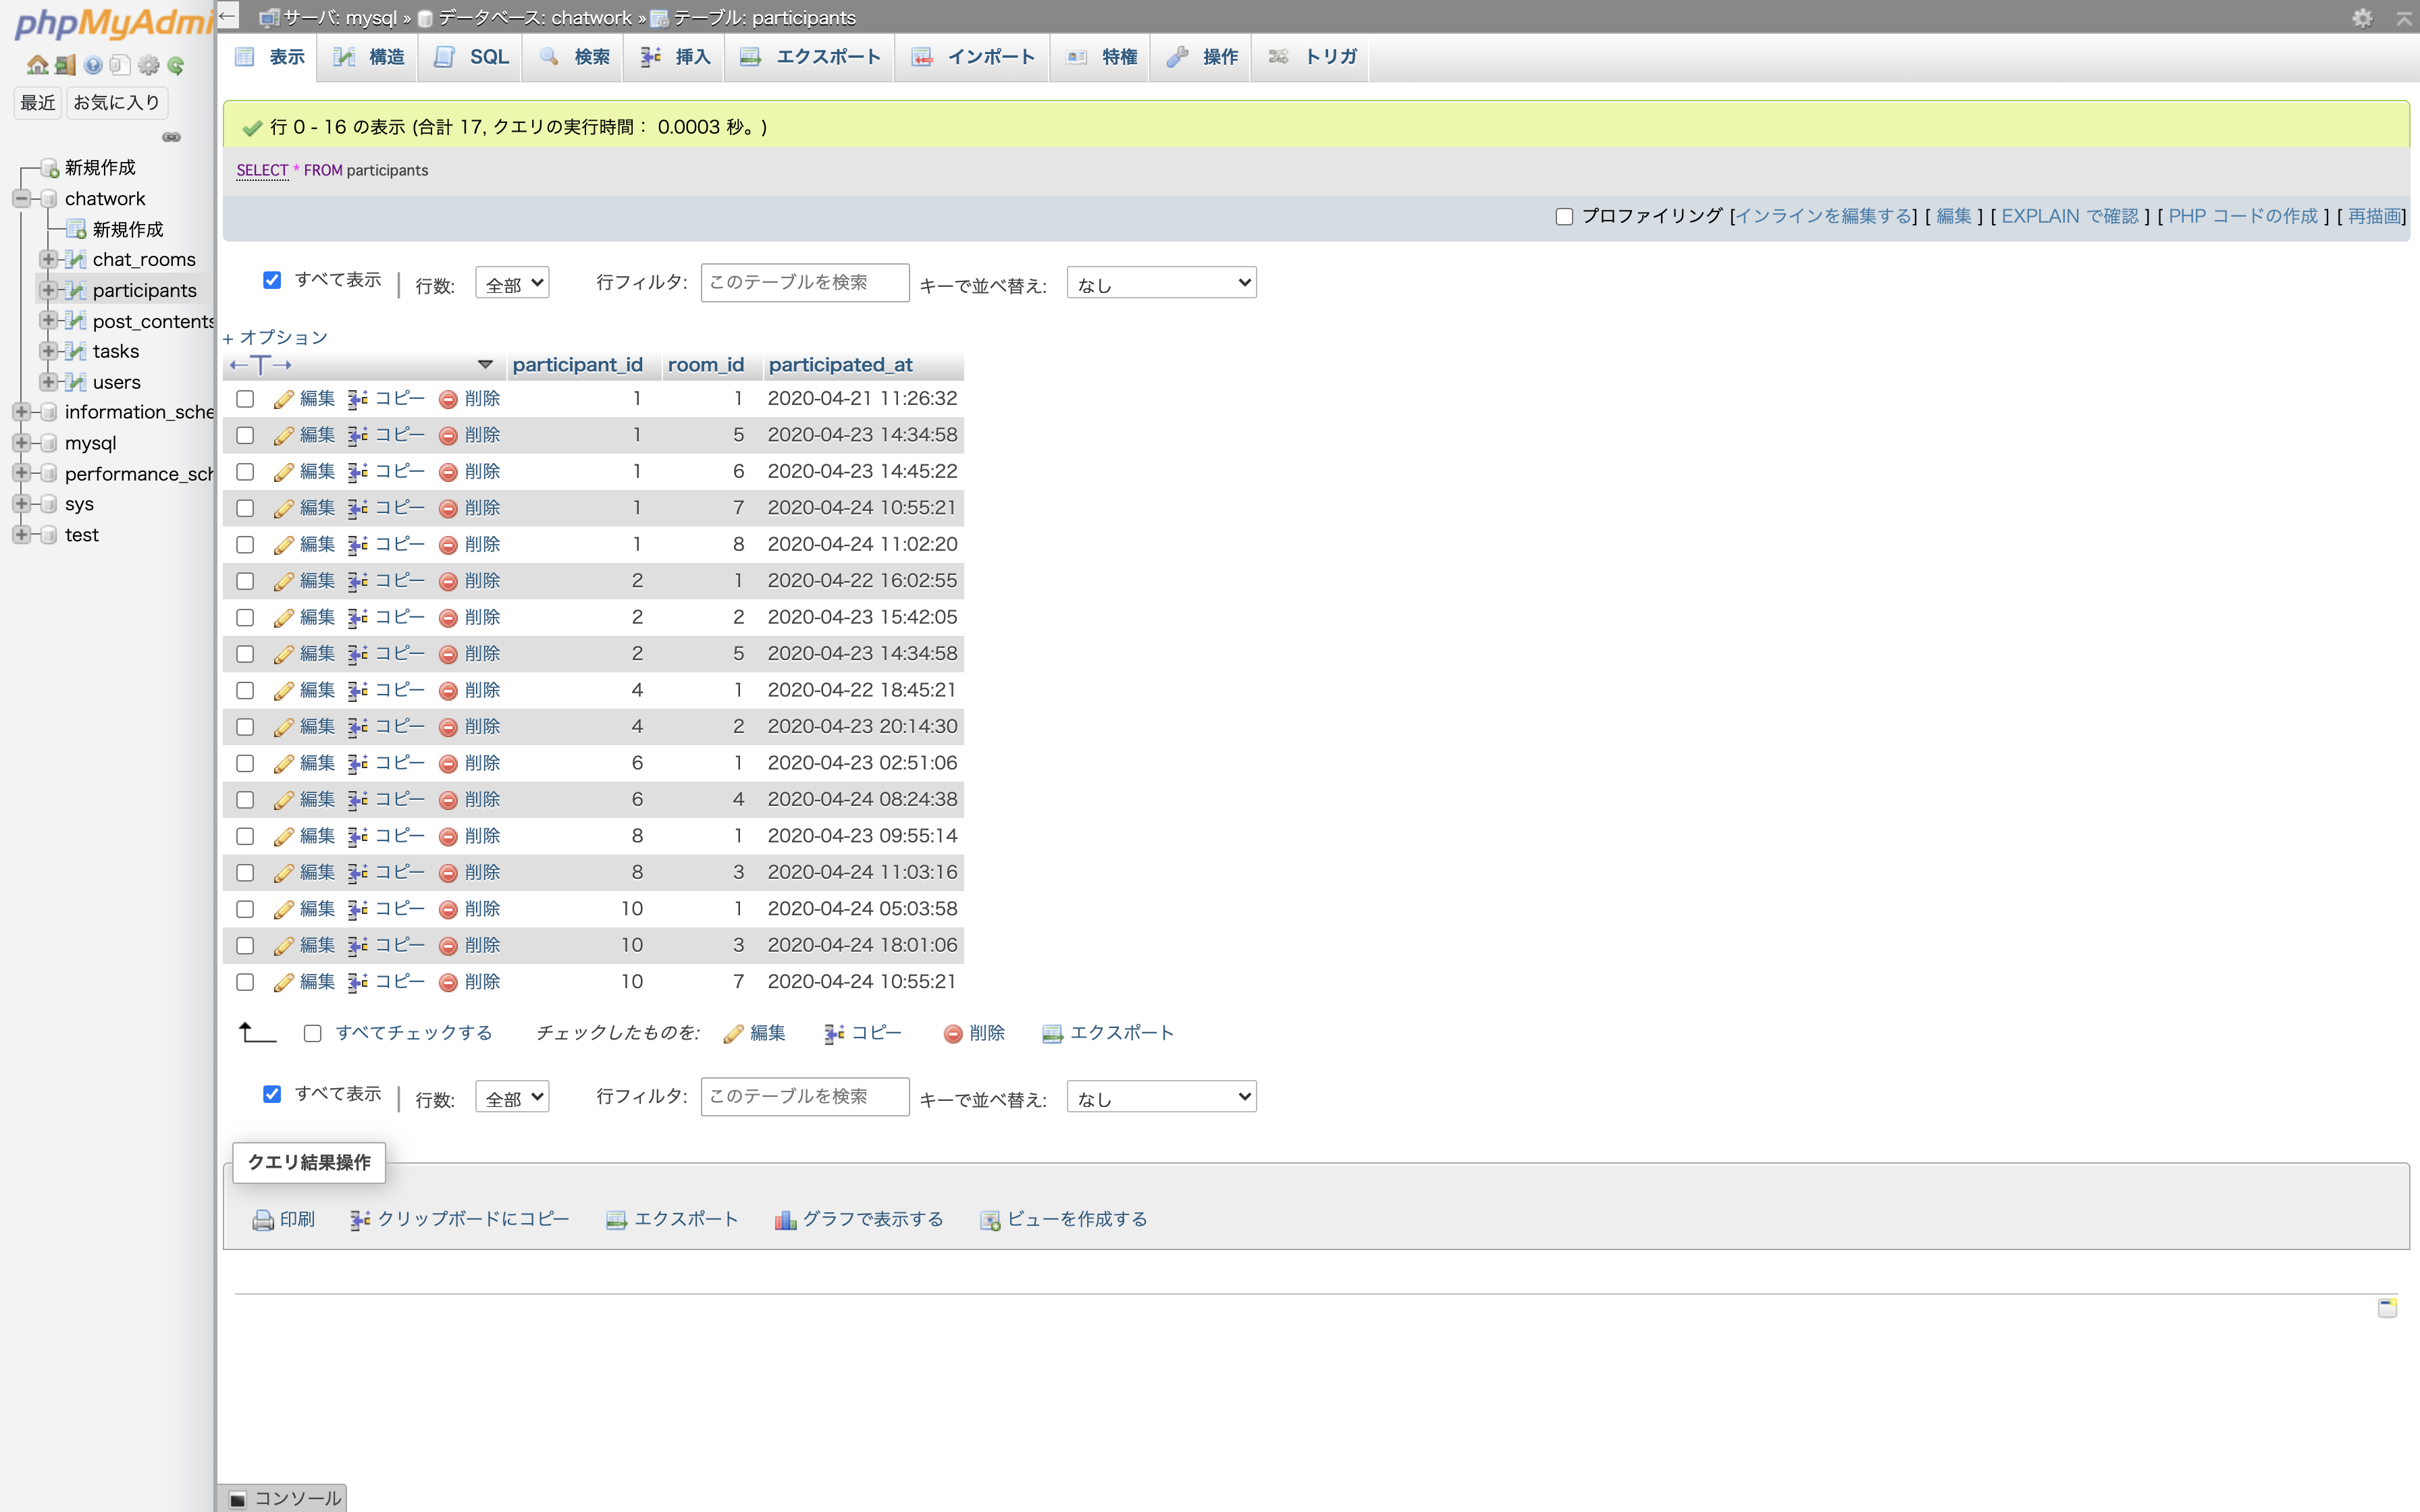 phpMyAdmi
最近 お気に入り
新規作成
chatwork
新規作成
chat_rooms
participants
post_contents
tasks
users
information_sche
mysql
performance_sch
sys
test
サーバ: mysql » データベース: chatwork » テーブル: participants
表示 構造 SQL 検索 挿入 エクスポート インポート 特権 操作 トリガ
行 0 - 16 の表示 (合計 17, クエリの実行時間： 0.0003 秒。)
SELECT * FROM participants
プロファイリング [インラインを編集する] [ 編集 ] [ EXPLAIN で確認 ] [ PHP コードの作成 ] [ 再描画]
すべて表示 | 行数: 全部 行フィルタ: このテーブルを検索 キーで並べ替え: なし
+ オプション
←T→ participant_id room_id participated_at
編集 コピー 削除 1 1 2020-04-21 11:26:32
編集 コピー 削除 1 5 2020-04-23 14:34:58
編集 コピー 削除 1 6 2020-04-23 14:45:22
編集 コピー 削除 1 7 2020-04-24 10:55:21
編集 コピー 削除 1 8 2020-04-24 11:02:20
編集 コピー 削除 2 1 2020-04-22 16:02:55
編集 コピー 削除 2 2 2020-04-23 15:42:05
編集 コピー 削除 2 5 2020-04-23 14:34:58
編集 コピー 削除 4 1 2020-04-22 18:45:21
編集 コピー 削除 4 2 2020-04-23 20:14:30
編集 コピー 削除 6 1 2020-04-23 02:51:06
編集 コピー 削除 6 4 2020-04-24 08:24:38
編集 コピー 削除 8 1 2020-04-23 09:55:14
編集 コピー 削除 8 3 2020-04-24 11:03:16
編集 コピー 削除 10 1 2020-04-24 05:03:58
編集 コピー 削除 10 3 2020-04-24 18:01:06
編集 コピー 削除 10 7 2020-04-24 10:55:21
すべてチェックする チェックしたものを: 編集 コピー 削除 エクスポート
すべて表示 | 行数: 全部 行フィルタ: このテーブルを検索 キーで並べ替え: なし
クエリ結果操作
印刷 クリップボードにコピー エクスポート グラフで表示する ビューを作成する
コンソール